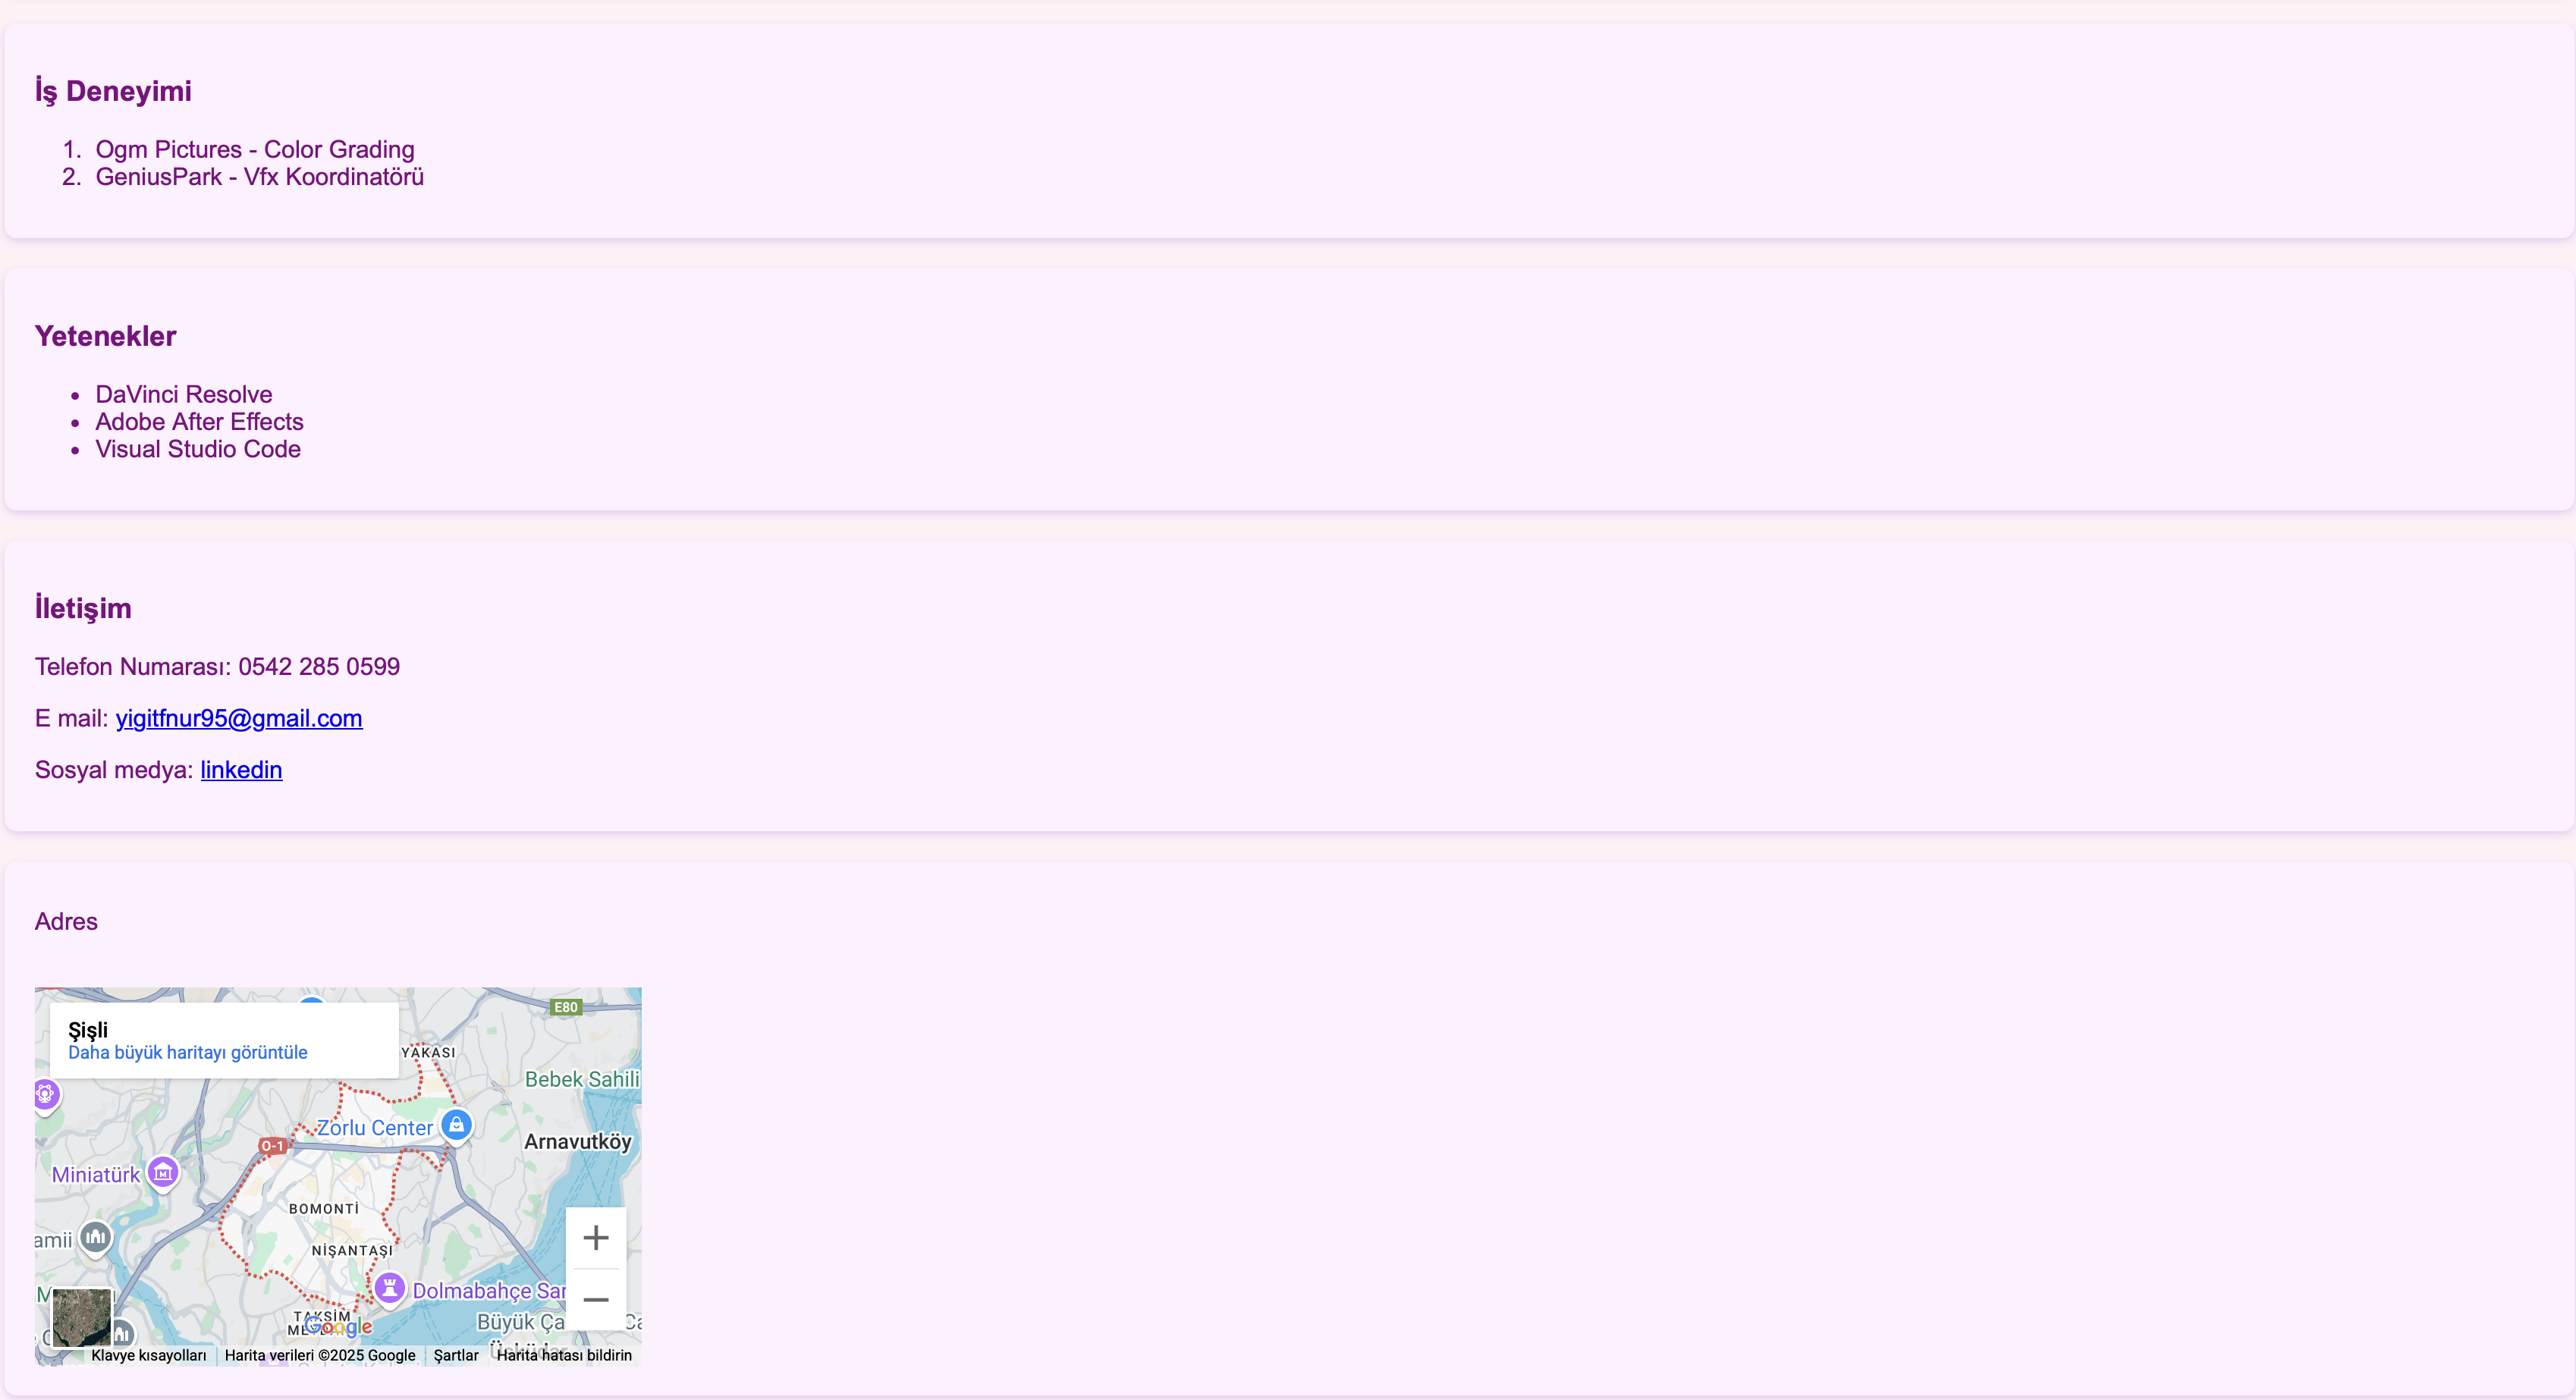 İş Deneyimi
1. Ogm Pictures - Color Grading
2. GeniusPark - Vfx Koordinatörü
Yetenekler
• DaVinci Resolve
• Adobe After Effects
• Visual Studio Code
İletişim
Telefon Numarası: 0542 285 0599
E mail: yigitfnur95@gmail.com
Sosyal medya: linkedin
Adres
E80
Şişli
Daha büyük haritayı görüntüle
YAKASI
Bebek Sahili
Zorlu Center
Arnavutköy
O-1
Miniatürk
BOMONTİ
amii
NİŞANTAŞI
Dolmabahçe Sar
TAKSİM
Büyük Ça
Google
Klavye kısayolları
Harita verileri ©2025 Google
Şartlar
Harita hatası bildirin